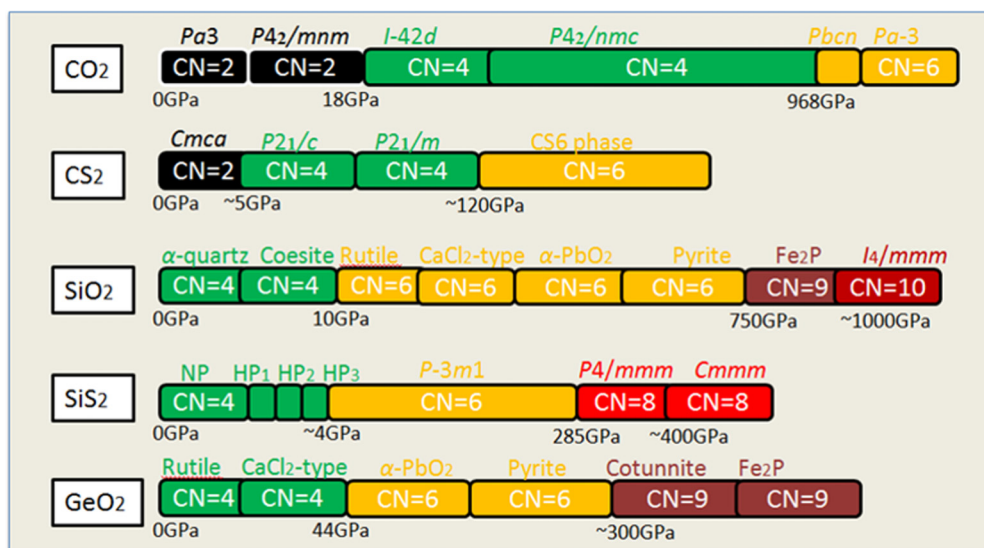 Pa3 P42/mnm I-42d P42/nmc Pbcn Pa-3
CO2 CN=2 CN=2 CN=4 CN=4 CN=6
0GPa 18GPa 968GPa
Cmca P21/c P21/m CS6 phase
CS2 CN=2 CN=4 CN=4 CN=6
0GPa ~5GPa ~120GPa
α-quartz Coesite Rutile CaCl2-type α-PbO2 Pyrite Fe2P I4/mmm
SiO2 CN=4 CN=4 CN=6 CN=6 CN=6 CN=6 CN=9 CN=10
0GPa 10GPa 750GPa ~1000GPa
NP HP1 HP2 HP3 P-3m1 P4/mmm Cmmm
SiS2 CN=4 CN=6 CN=8 CN=8
0GPa ~4GPa 285GPa ~400GPa
Rutile CaCl2-type α-PbO2 Pyrite Cotunnite Fe2P
GeO2 CN=4 CN=4 CN=6 CN=6 CN=9 CN=9
0GPa 44GPa ~300GPa